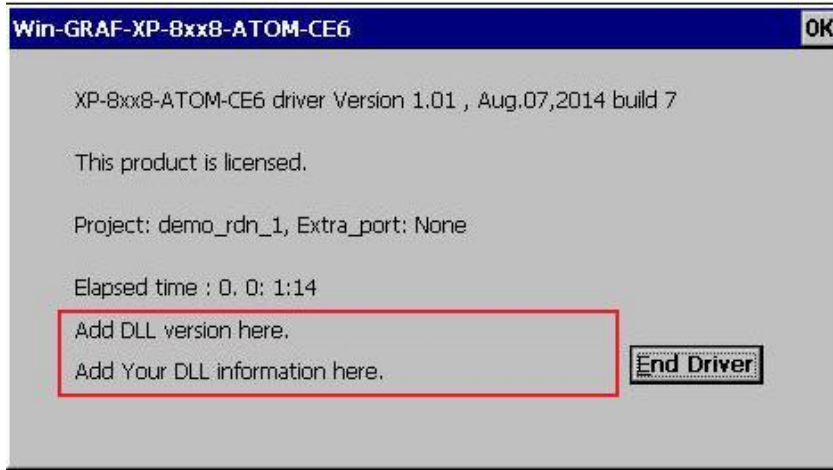 Win-GRAF-XP-8xx8-ATOM-CE6 OK
XP-8xx8-ATOM-CE6 driver Version 1.01 , Aug.07,2014 build 7
This product is licensed.
Project: demo_rdn_1, Extra_port: None
Elapsed time : 0. 0: 1:14
Add DLL version here.
Add Your DLL information here.
End Driver